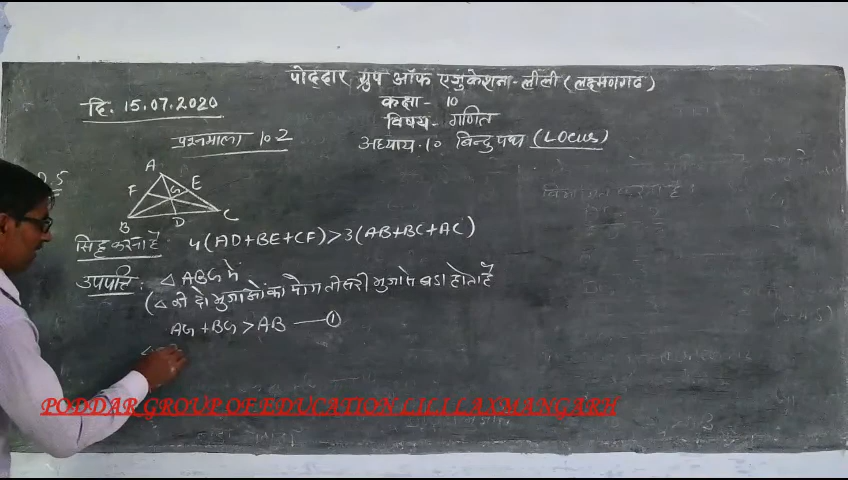 पोद्दार ग्रुप ऑफ एजुकेशन - लीली (लक्ष्मनगढ)
दि. 15.07.2020
कक्षा - 10
विषय - गणित
प्रश्नमाला 10.2
अध्याय . 10 बिन्दुपथ (Locus)
5
A
F
G
E
B
D
C
सिद्ध करना है : 4(AD+BE+CF)>3(AB+BC+AC)
उपपत्ति : △ ABG में
(△ की दो भुजाओं का योग तीसरी भुजा से बडा होता है
AG + BG > AB — ①
PODDAR GROUP OF EDUCATION LILI LAXMANGARH